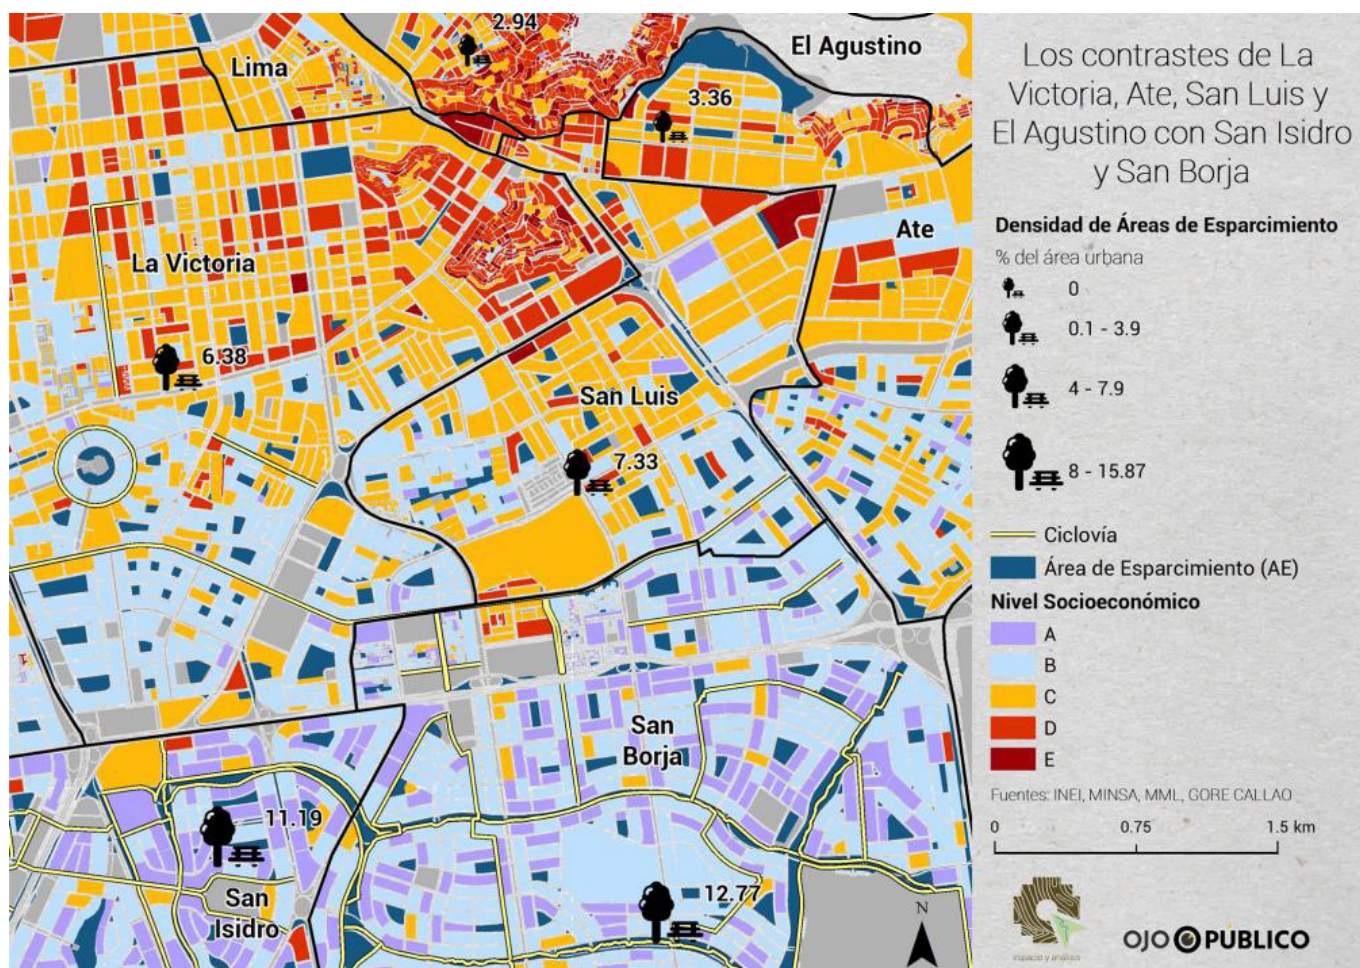 2.94
El Agustino
Lima
3.36
Ate
La Victoria
6.38
San Luis
7.33
San
Borja
11.19
San
Isidro
12.77
N
Los contrastes de La
Victoria, Ate, San Luis y
El Agustino con San Isidro
y San Borja
Densidad de Áreas de Esparcimiento
% del área urbana
0
0.1 - 3.9
4 - 7.9
8 - 15.87
Ciclovía
Área de Esparcimiento (AE)
Nivel Socioeconómico
A
B
C
D
E
Fuentes: INEI, MINSA, MML, GORE CALLAO
0 0.75 1.5 km
espacio y análisis
OJO PÚBLICO